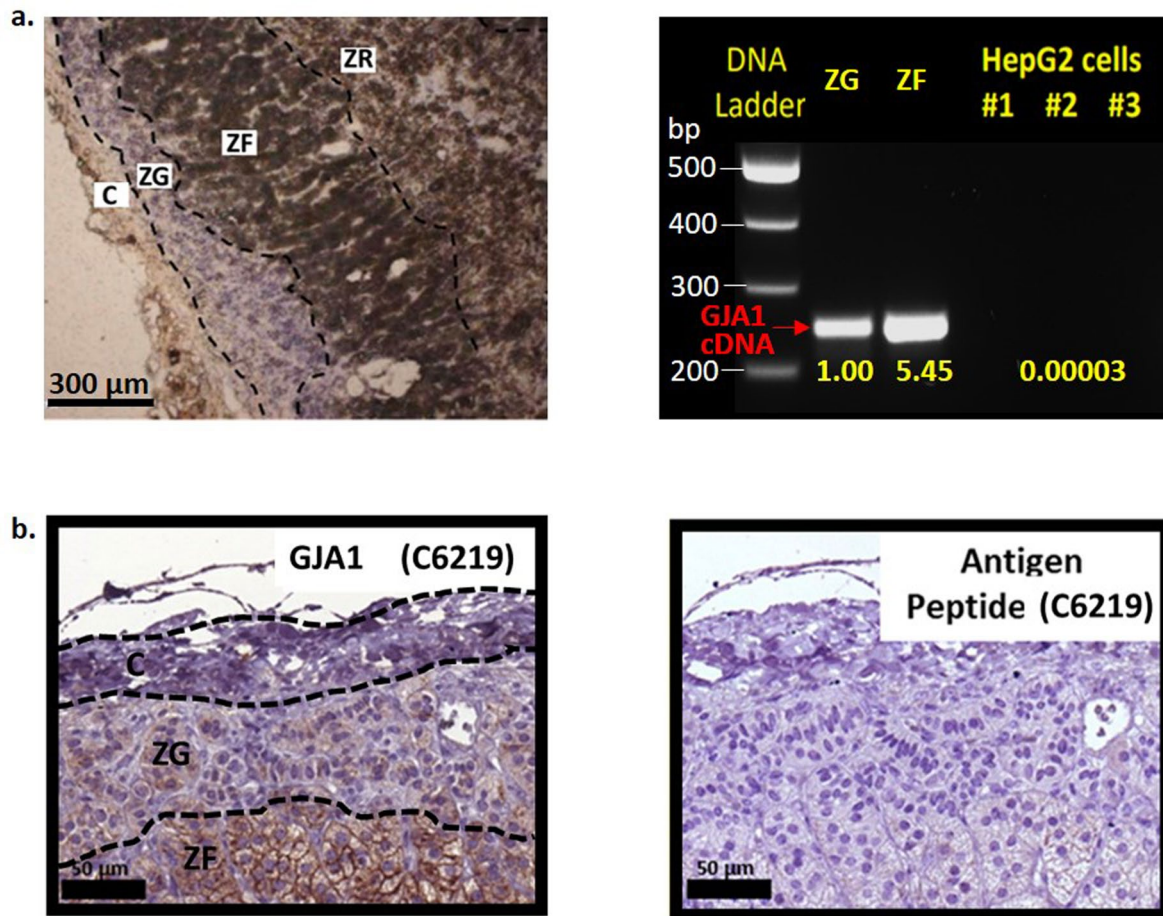 a.
ZR
ZF
ZG
C
300 µm
DNA
Ladder
ZG
ZF
HepG2 cells
#1 #2 #3
bp
500
400
300
GJA1
cDNA
200
1.00
5.45
0.00003
b.
GJA1 (C6219)
C
ZG
ZF
50 µm
Antigen
Peptide (C6219)
50 µm